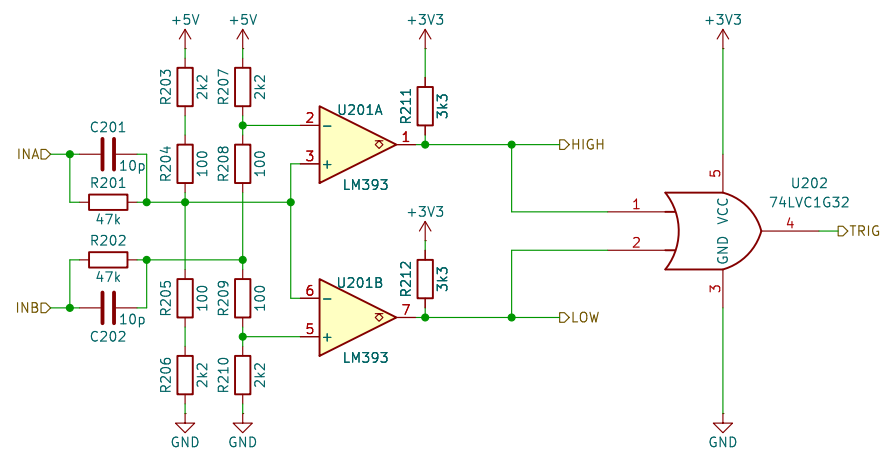 +5V
+5V
+3V3
+3V3
R203
2k2
R207
2k2
R211
3k3
C201
10p
INA
R201
47k
R204
100
R208
100
2
3
U201A
1
LM393
HIGH
+3V3
R212
3k3
R202
47k
INB
10p
C202
R205
100
R209
100
6
5
U201B
7
LM393
LOW
R206
2k2
R210
2k2
GND
GND
5
VCC
U202
74LVC1G32
1
2
4
TRIG
GND
3
GND